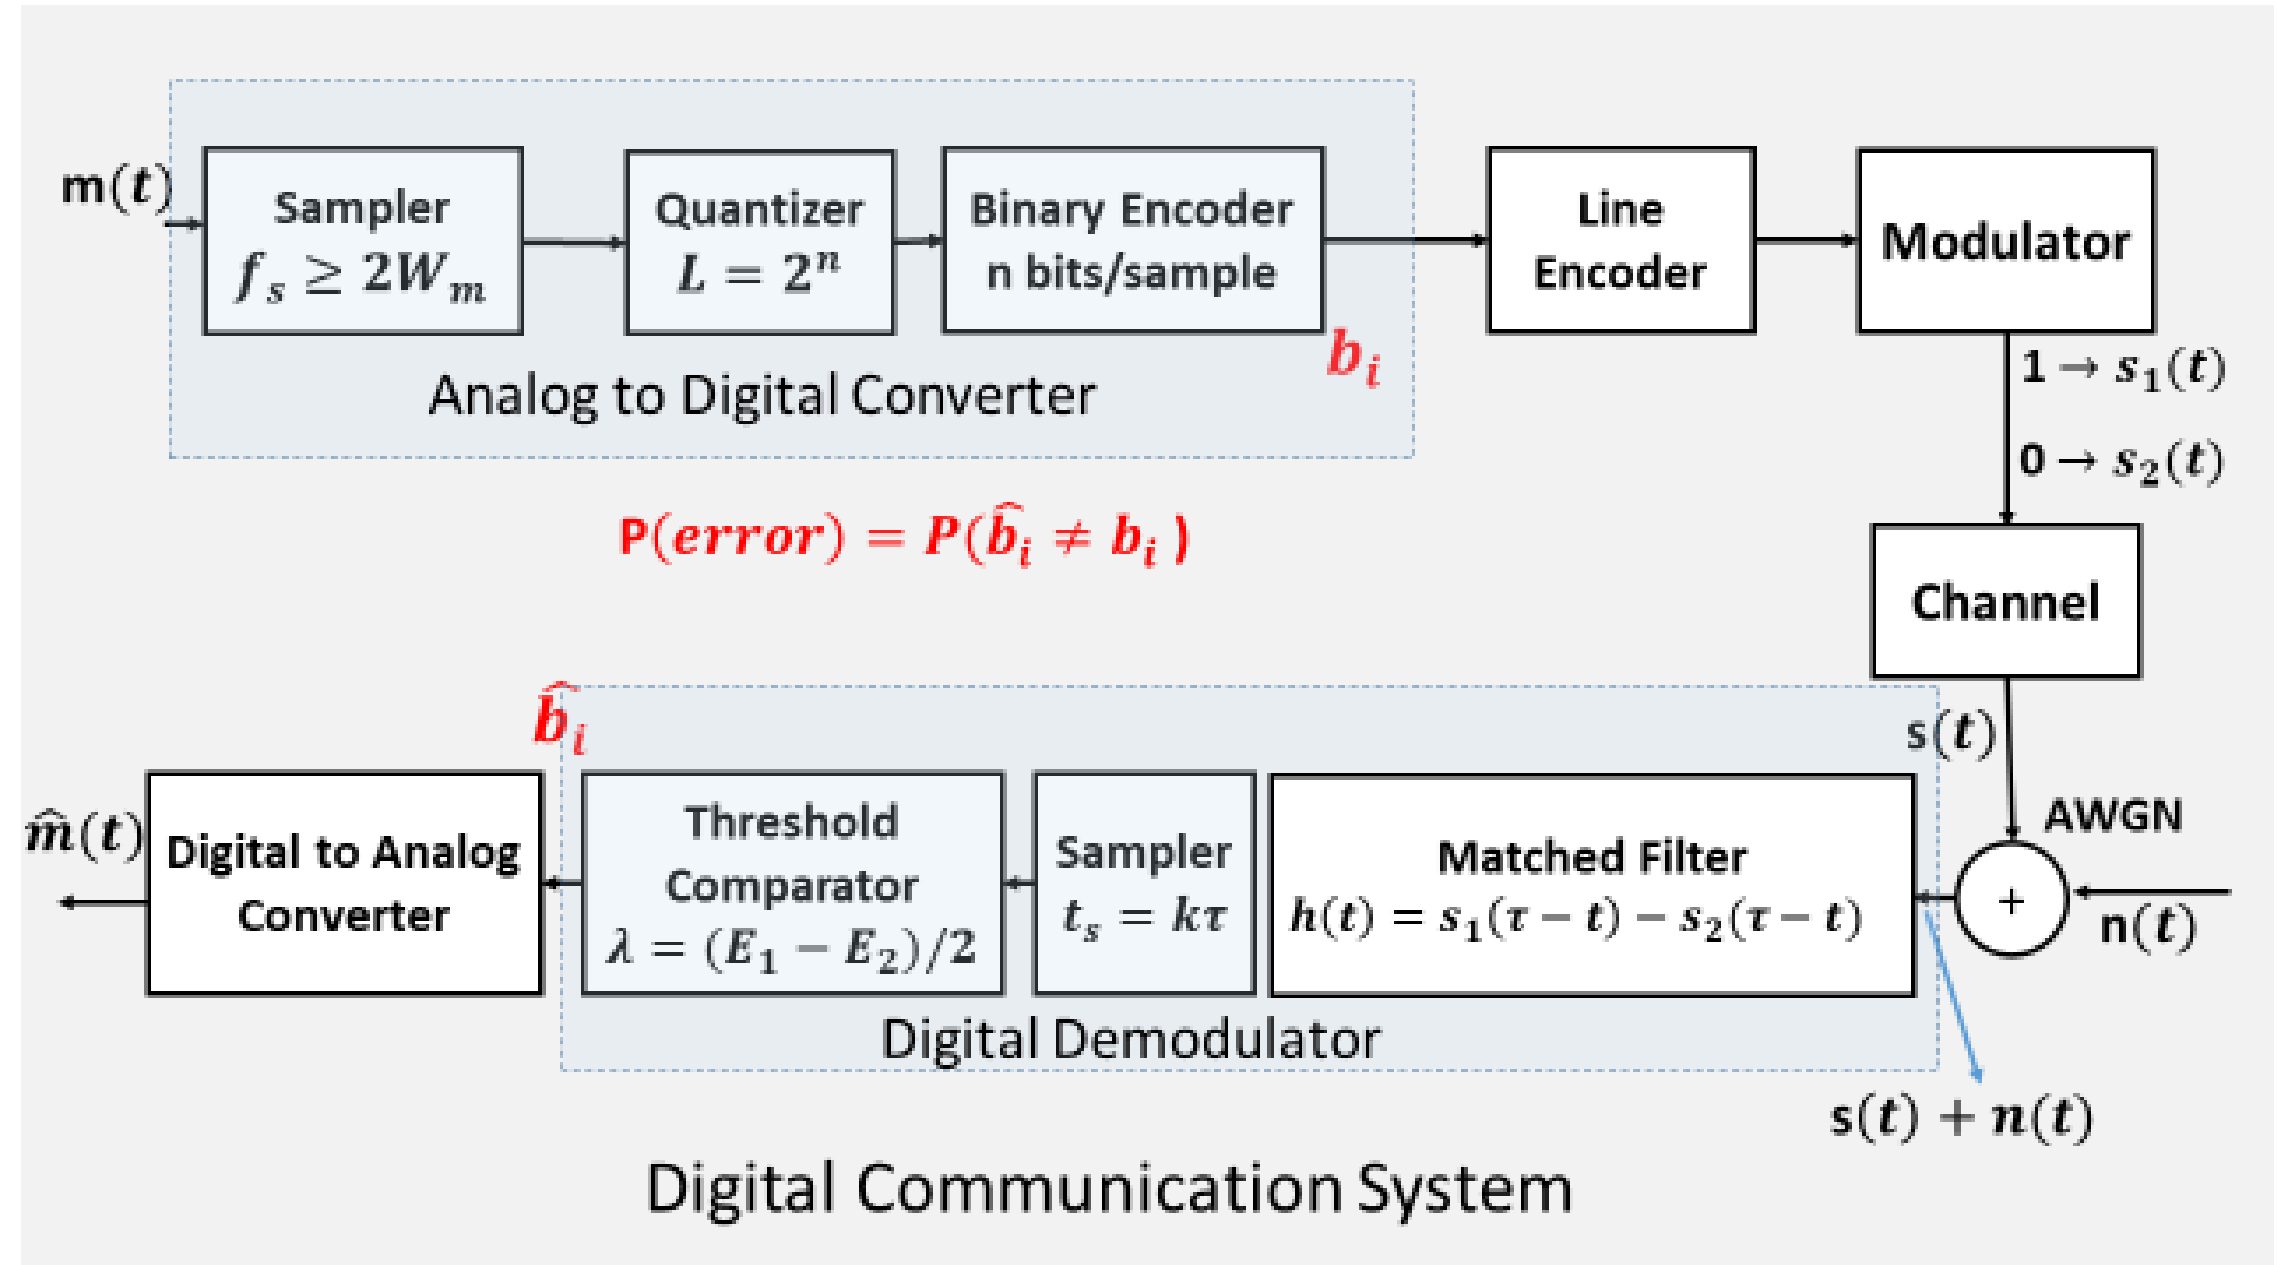 m(t)
Sampler
f_s ≥ 2W_m
Quantizer
L = 2^n
Binary Encoder
n bits/sample
b_i
Analog to Digital Converter
Line
Encoder
Modulator
1 → s_1(t)
0 → s_2(t)
P(error) = P(b̂_i ≠ b_i )
Channel
s(t)
AWGN
+
n(t)
s(t) + n(t)
Matched Filter
h(t) = s_1(τ − t) − s_2(τ − t)
Sampler
t_s = kτ
Threshold
Comparator
λ = (E_1 − E_2)/2
b̂_i
Digital Demodulator
Digital to Analog
Converter
m̂(t)
Digital Communication System